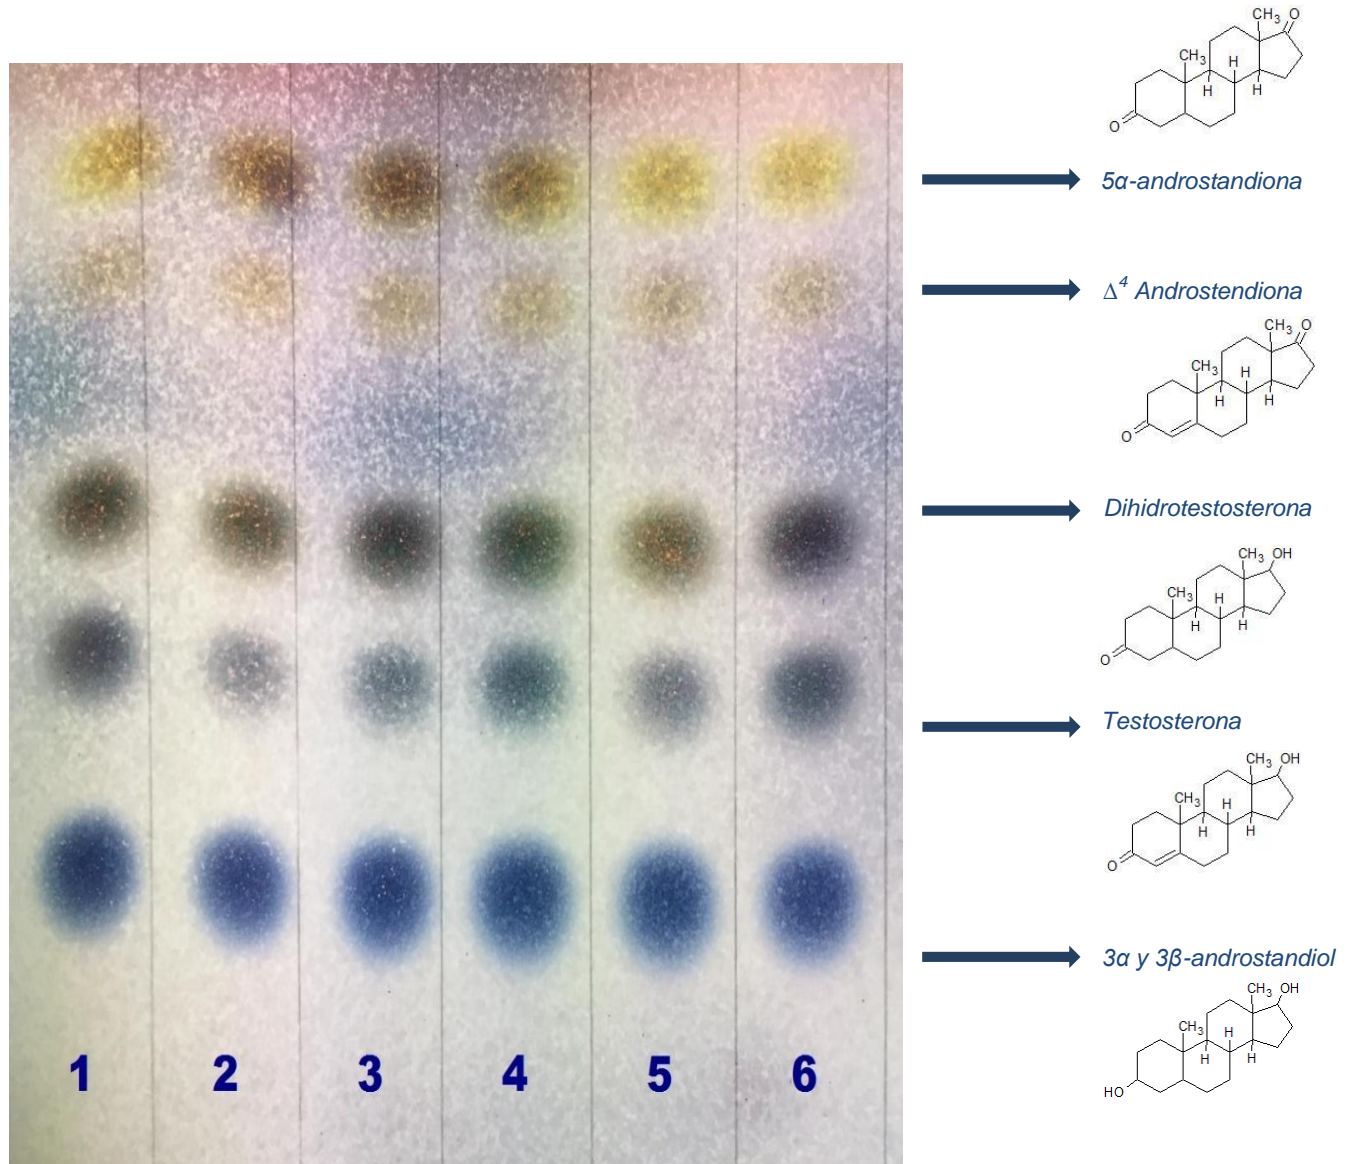 CH3 O
CH3
H
H
H
O
5α-androstandiona
Δ4 Androstendiona
CH3 O
CH3
H
H
H
O
Dihidrotestosterona
CH3 OH
CH3
H
H
H
O
Testosterona
CH3 OH
CH3
H
H
H
O
3α y 3β-androstandiol
CH3 OH
CH3
H
H
H
HO
1 2 3 4 5 6